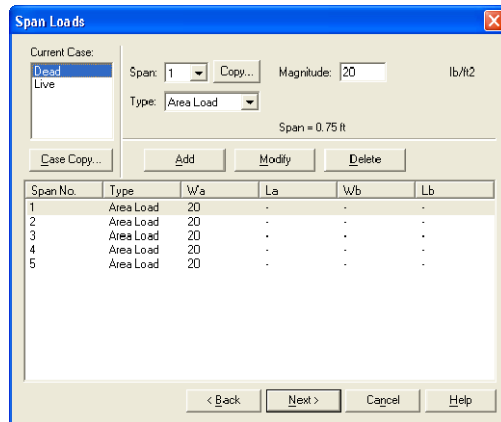 Span Loads
Current Case:
Dead
Live
Span: 1 Copy... Magnitude: 20 lb/ft2
Type: Area Load
Span = 0.75 ft
Case Copy... Add Modify Delete
Span No. Type Wa La Wb Lb
1 Area Load 20 - - -
2 Area Load 20 - - -
3 Area Load 20 - - -
4 Area Load 20 - - -
5 Area Load 20 - - -
< Back Next > Cancel Help